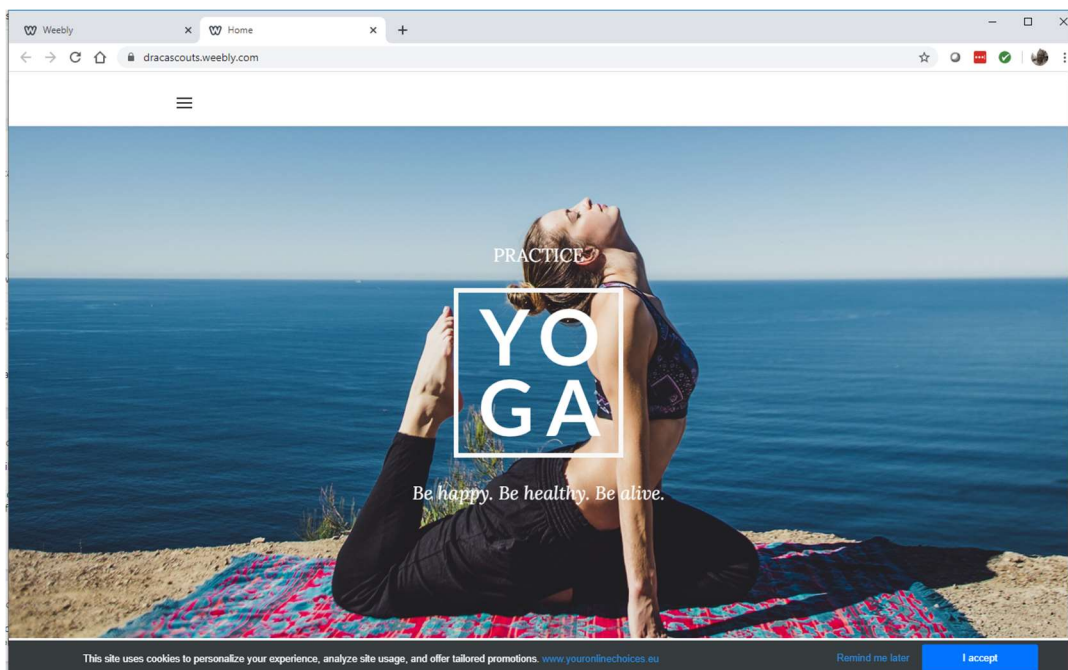 Weebly
Home
dracascouts.weebly.com
PRACTICE
YO
GA
Be happy. Be healthy. Be alive.
This site uses cookies to personalize your experience, analyze site usage, and offer tailored promotions. www.youronlinechoices.eu
Remind me later
I accept